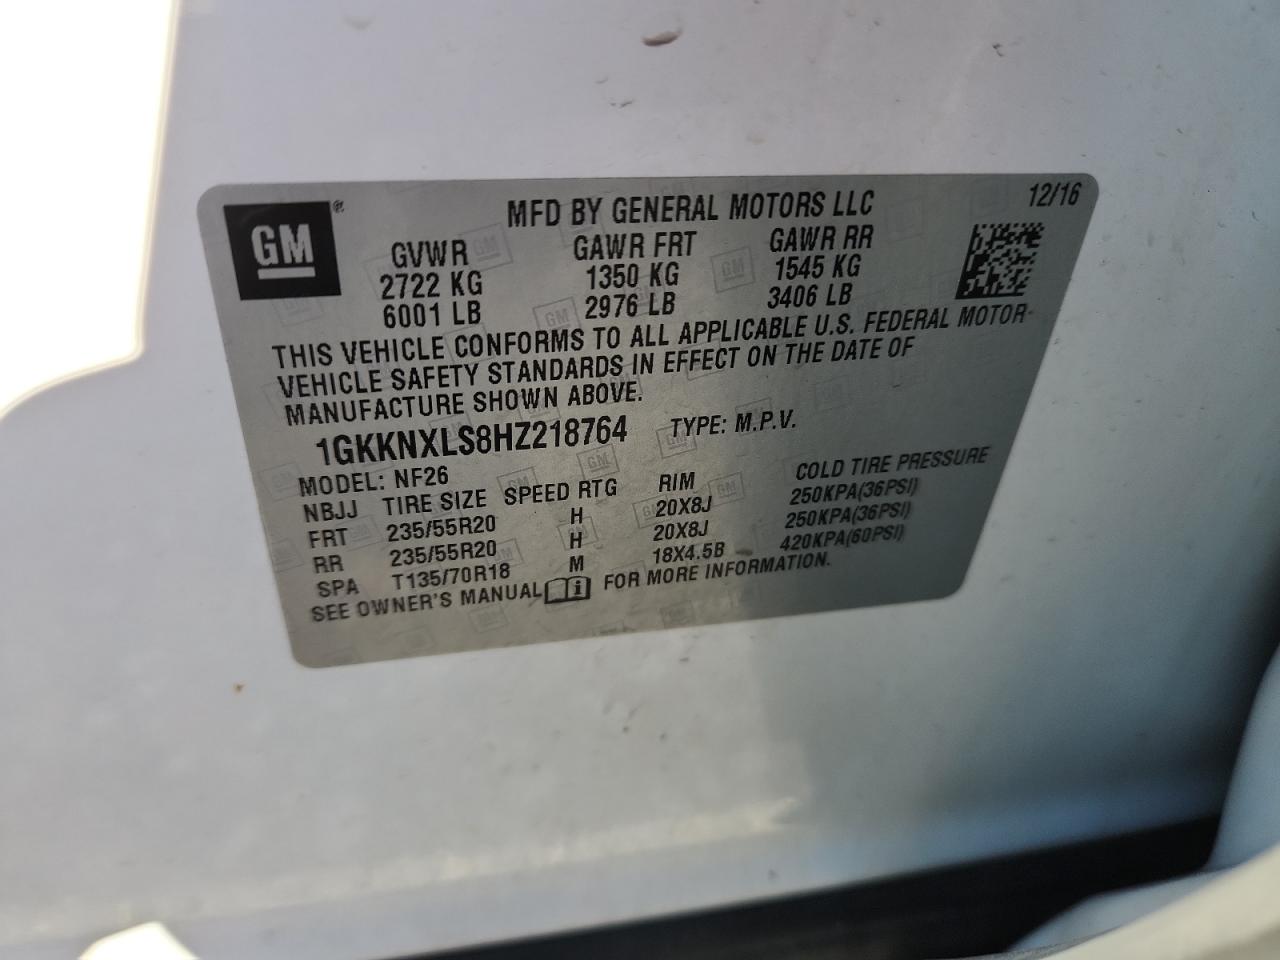 GM ®
MFD BY GENERAL MOTORS LLC 12/16
GVWR GAWR FRT GAWR RR
2722 KG 1350 KG 1545 KG
6001 LB 2976 LB 3406 LB
THIS VEHICLE CONFORMS TO ALL APPLICABLE U.S. FEDERAL MOTOR
VEHICLE SAFETY STANDARDS IN EFFECT ON THE DATE OF
MANUFACTURE SHOWN ABOVE.
1GKKNXLS8HZ218764 TYPE: M.P.V.
MODEL: NF26
NBJJ TIRE SIZE SPEED RTG RIM COLD TIRE PRESSURE
FRT 235/55R20 H 20X8J 250KPA(36PSI)
RR 235/55R20 H 20X8J 250KPA(36PSI)
SPA T135/70R18 M 18X4.5B 420KPA(60PSI)
SEE OWNER'S MANUAL i FOR MORE INFORMATION.